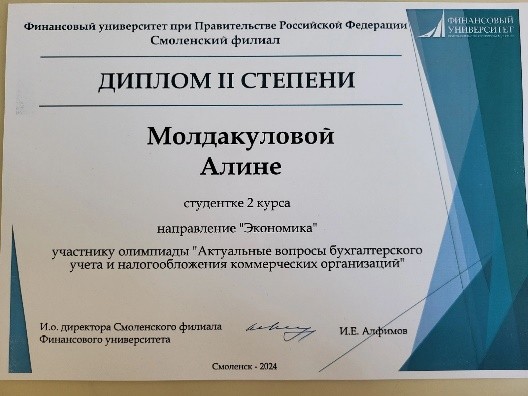 Финансовый университет при Правительстве Российской Федерации
Смоленский филиал
ФИНАНСОВЫЙ
УНИВЕРСИТЕТ
ДИПЛОМ II СТЕПЕНИ
Молдакуловой
Алине
студентке 2 курса
направление "Экономика"
участнику олимпиады "Актуальные вопросы бухгалтерского
учета и налогообложения коммерческих организаций"
И.о. директора Смоленского филиала
Финансового университета
И.Е. Алфимов
Смоленск - 2024